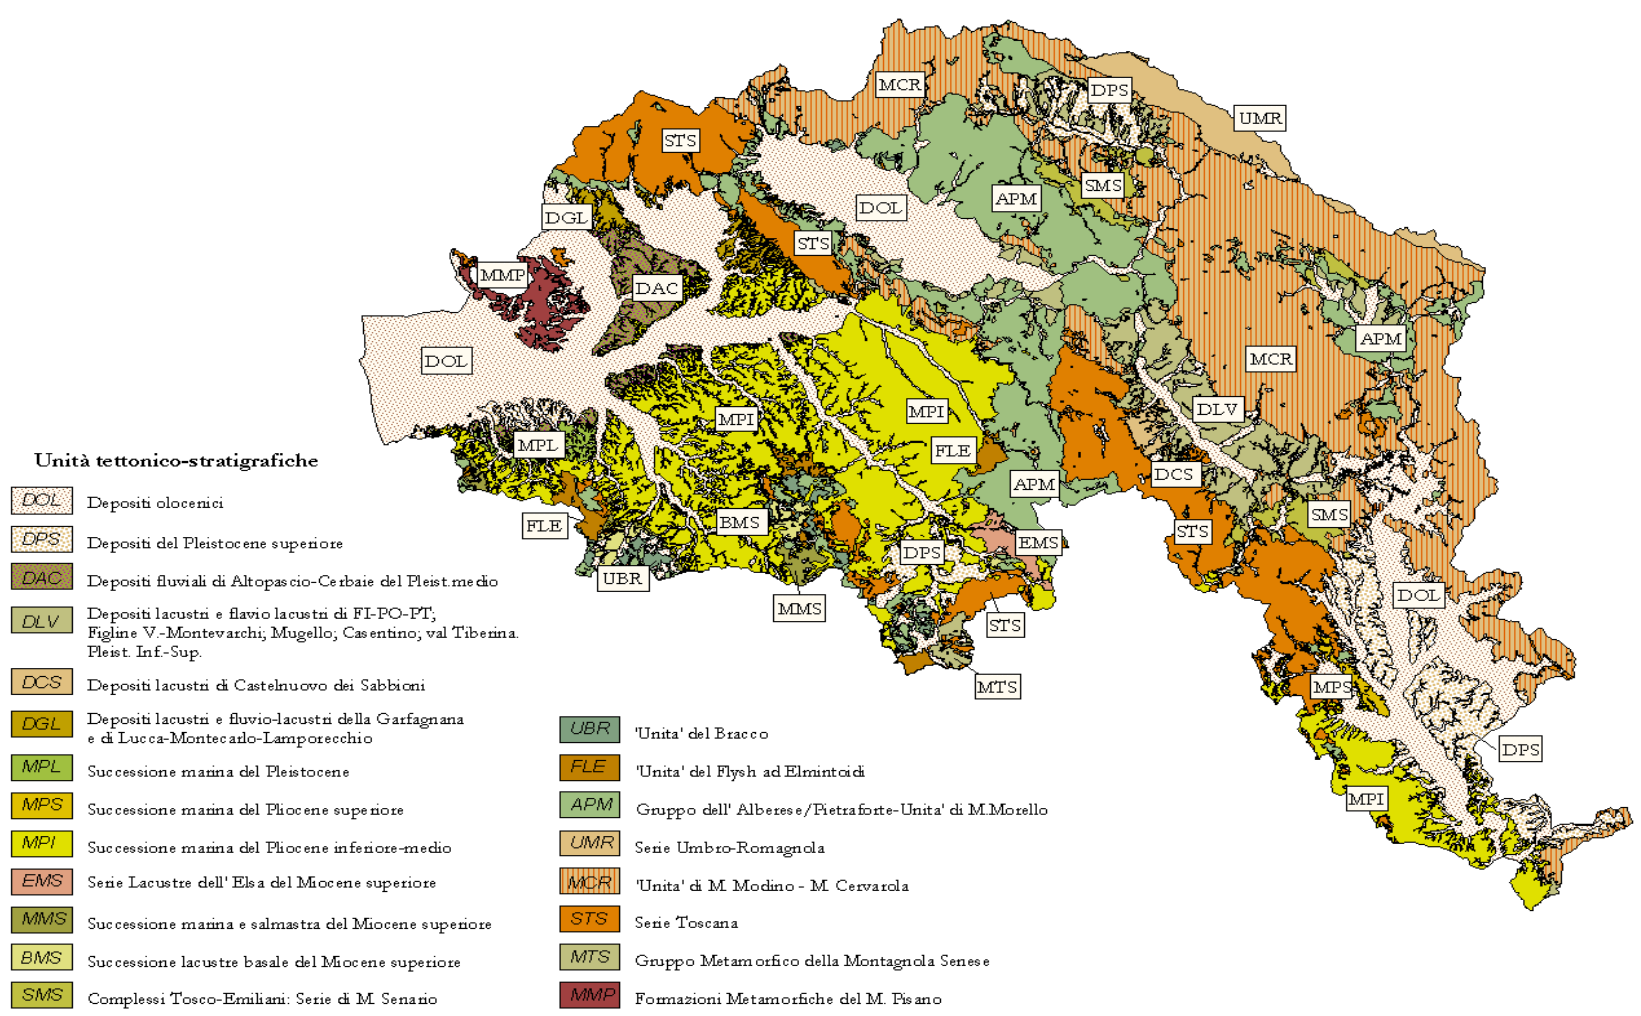 MCR
DPS
UMR
STS
SMS
APM
DOL
DGL
STS
MMP
DAC
DOL
APM
MCR
MPI
MPI
DLV
MPL
FLE
DCS
APM
FLE
BMS
SMS
STS
EMS
DPS
UBR
MMS
DOL
STS
MTS
MPS
DPS
MPI
Unità tettonico-stratigrafiche
DOL Depositi olocenici
DPS Depositi del Pleistocene superiore
DAC Depositi fluviali di Altopascio-Cerbaie del Pleist.medio
DLV Depositi lacustri e flavio lacustri di FI-PO-PT;
Figline V.-Montevarchi; Mugello; Casentino; val Tiberina.
Pleist. Inf.-Sup.
DCS Depositi lacustri di Castelnuovo dei Sabbioni
DGL Depositi lacustri e fluvio-lacustri della Garfagnana
e di Lucca-Montecarlo-Lamporecchio
MPL Successione marina del Pleistocene
MPS Successione marina del Pliocene superiore
MPI Successione marina del Pliocene inferiore-medio
EMS Serie Lacustre dell' Elsa del Miocene superiore
MMS Successione marina e salmastra del Miocene superiore
BMS Successione lacustre basale del Miocene superiore
SMS Complessi Tosco-Emiliani: Serie di M. Senario
UBR 'Unita' del Bracco
FLE 'Unita' del Flysh ad Elmintoidi
APM Gruppo dell' Alberese/Pietraforte-Unita' di M.Morello
UMR Serie Umbro-Romagnola
MCR 'Unita' di M. Modino - M. Cervarola
STS Serie Toscana
MTS Gruppo Metamorfico della Montagnola Senese
MMP Formazioni Metamorfiche del M. Pisano